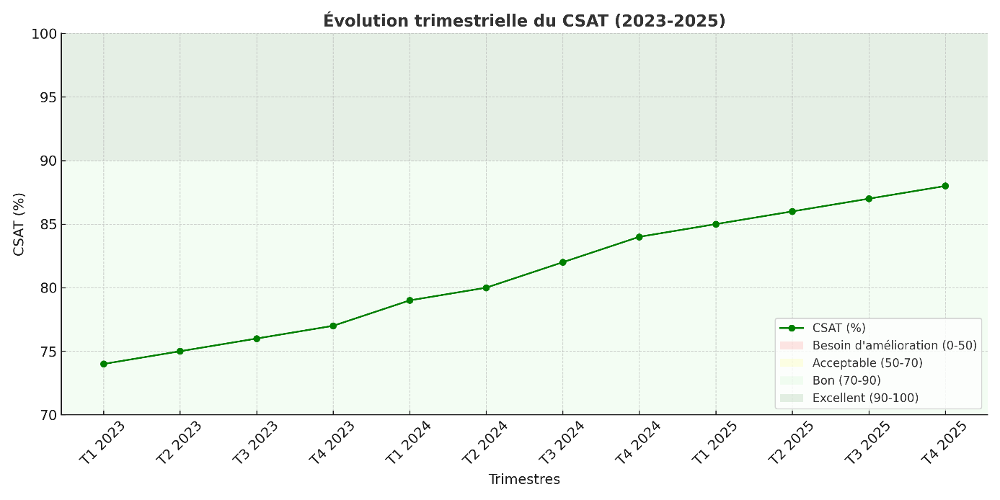 Évolution trimestrielle du CSAT (2023-2025)
100
95
90
85
80
75
70
CSAT (%)
CSAT (%)
Besoin d'amélioration (0-50)
Acceptable (50-70)
Bon (70-90)
Excellent (90-100)
T1 2023
T2 2023
T3 2023
T4 2023
T1 2024
T2 2024
T3 2024
T4 2024
T1 2025
T2 2025
T3 2025
T4 2025
Trimestres